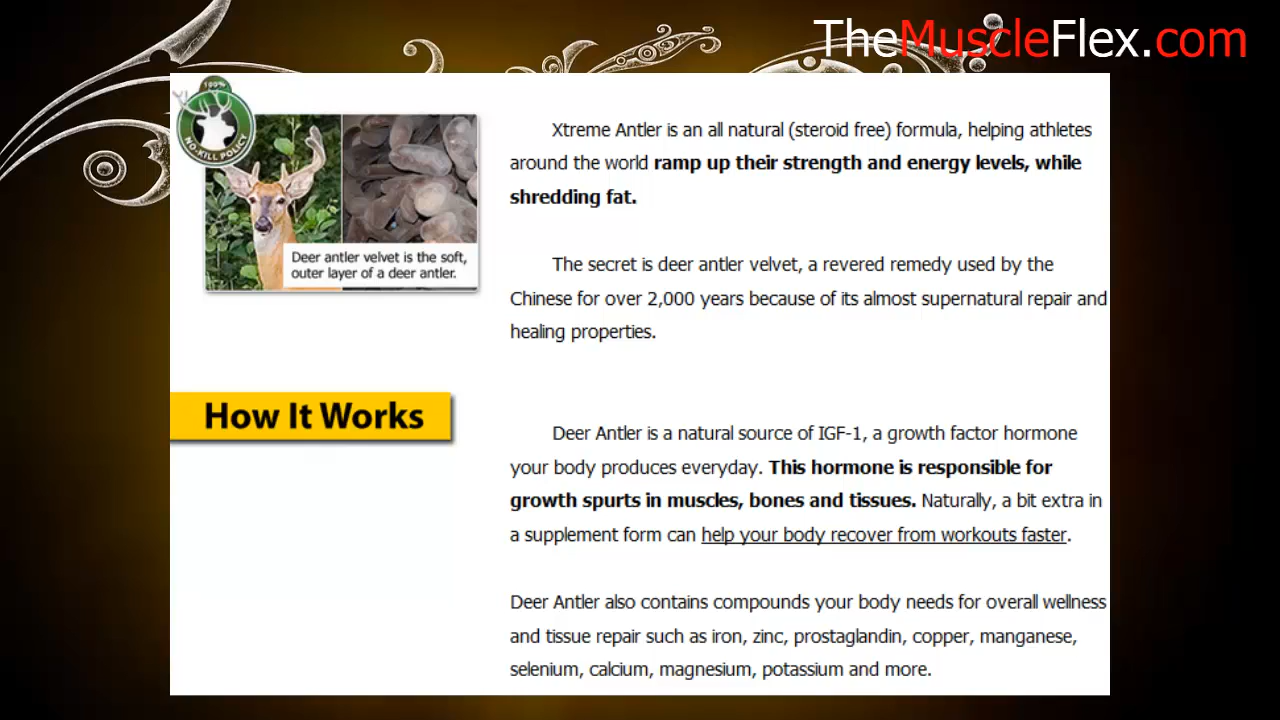 TheMuscleFlex.com
100%
NO-KILL POLICY
Deer antler velvet is the soft,
outer layer of a deer antler.
Xtreme Antler is an all natural (steroid free) formula, helping athletes
around the world ramp up their strength and energy levels, while
shredding fat.
The secret is deer antler velvet, a revered remedy used by the
Chinese for over 2,000 years because of its almost supernatural repair and
healing properties.
How It Works
Deer Antler is a natural source of IGF-1, a growth factor hormone
your body produces everyday. This hormone is responsible for
growth spurts in muscles, bones and tissues. Naturally, a bit extra in
a supplement form can help your body recover from workouts faster.
Deer Antler also contains compounds your body needs for overall wellness
and tissue repair such as iron, zinc, prostaglandin, copper, manganese,
selenium, calcium, magnesium, potassium and more.